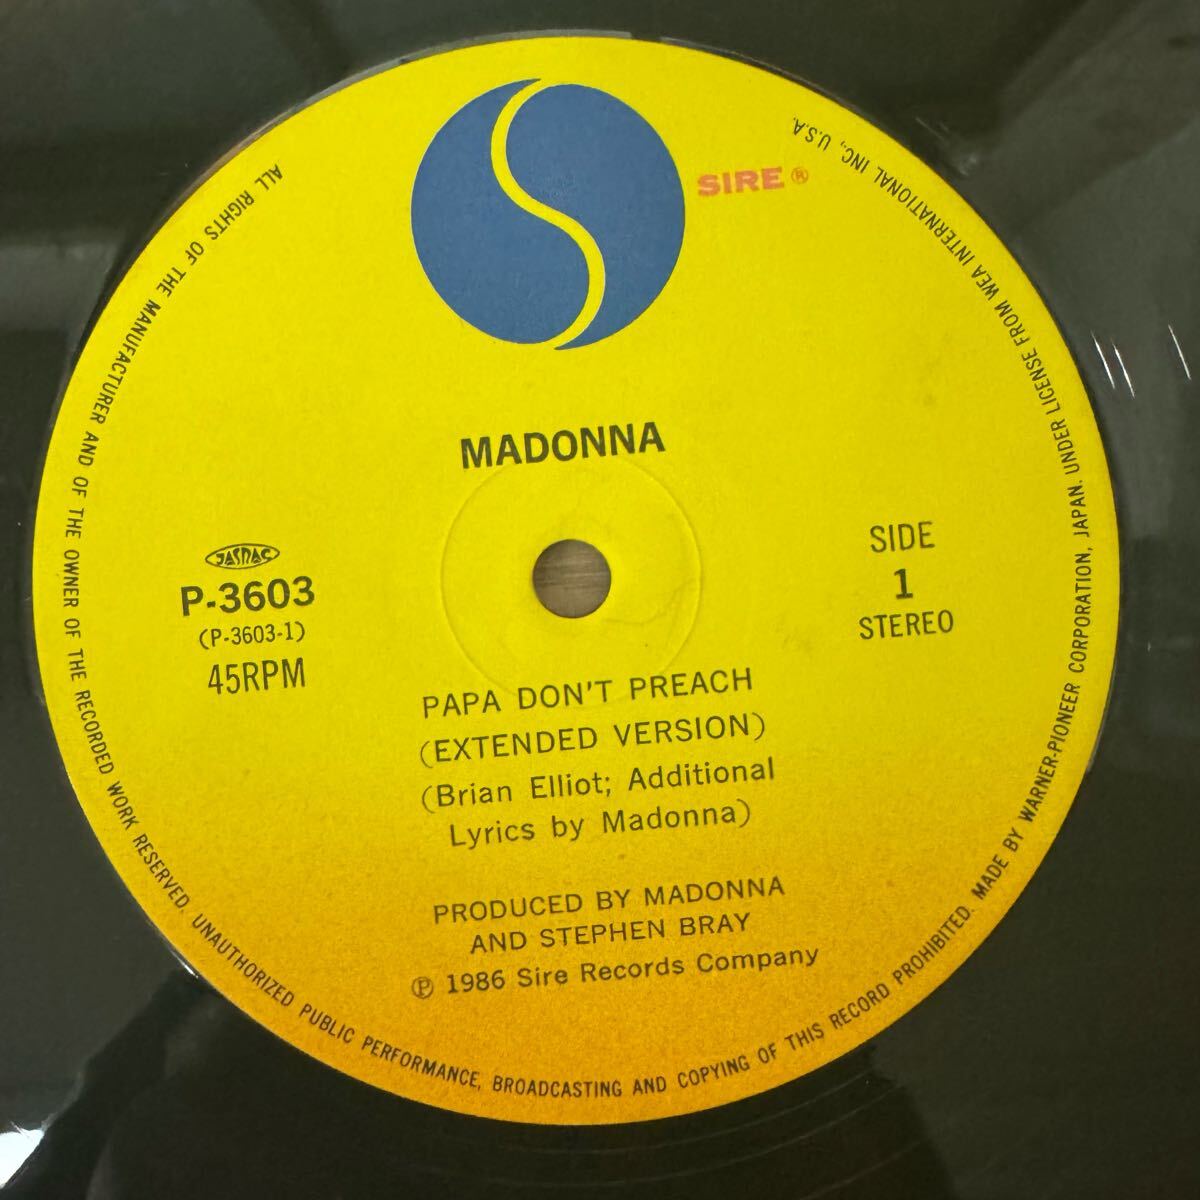 SIRE ®
MADONNA
JASRAC
P-3603
(P-3603-1)
45RPM
SIDE
1
STEREO
PAPA DON'T PREACH
(EXTENDED VERSION)
(Brian Elliot; Additional
Lyrics by Madonna)
PRODUCED BY MADONNA
AND STEPHEN BRAY
℗ 1986 Sire Records Company
ALL RIGHTS OF THE MANUFACTURER AND OF THE OWNER OF THE RECORDED WORK RESERVED. UNAUTHORIZED PUBLIC PERFORMANCE, BROADCASTING AND COPYING OF THIS RECORD PROHIBITED. MADE BY WARNER-PIONEER CORPORATION, JAPAN. UNDER LICENSE FROM WEA INTERNATIONAL INC., U.S.A.